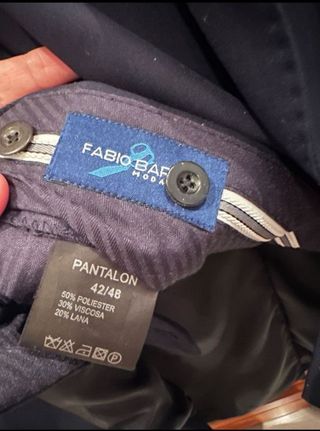 FABIO BAR
MODA
PANTALON
42/48
50% POLIESTER
30% VISCOSA
20% LANA